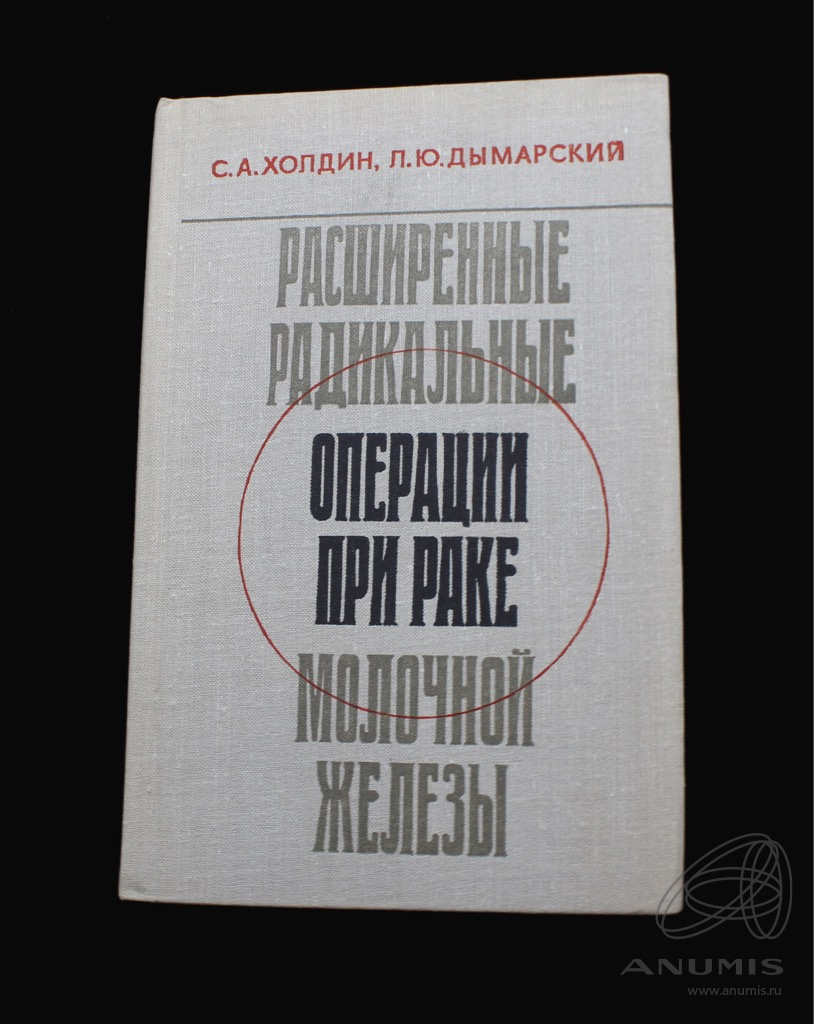 С.А.ХОЛДИН, Л.Ю.ДЫМАРСКИЙ
РАСШИРЕННЫЕ
РАДИКАЛЬНЫЕ
ОПЕРАЦИИ
ПРИ РАКЕ
МОЛОЧНОЙ
ЖЕЛЕЗЫ
ANUMIS
www.anumis.ru